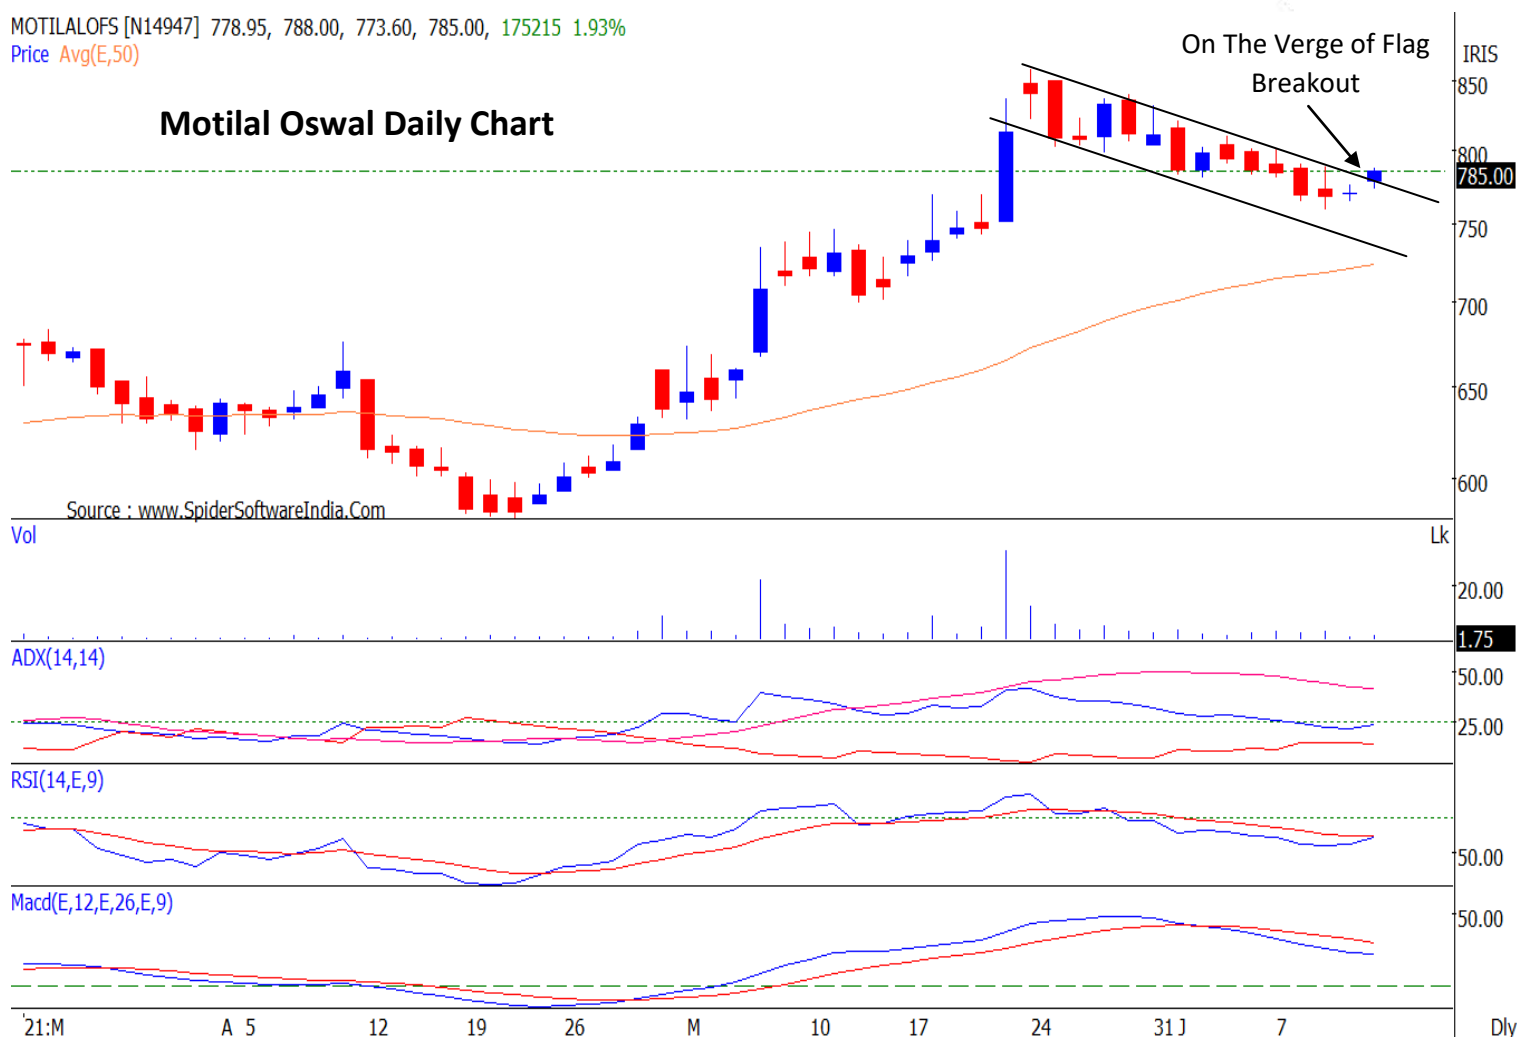 MOTILALOFS [N14947] 778.95, 788.00, 773.60, 785.00, 175215 1.93%
Price Avg(E,50)
On The Verge of Flag
Breakout
IRIS
Motilal Oswal Daily Chart
850
800
785.00
750
700
650
600
Source : www.SpiderSoftwareIndia.Com
Vol
Lk
20.00
1.75
ADX(14,14)
50.00
25.00
RSI(14,E,9)
50.00
Macd(E,12,E,26,E,9)
50.00
21:M A 5 12 19 26 M 10 17 24 31 J 7 Dly